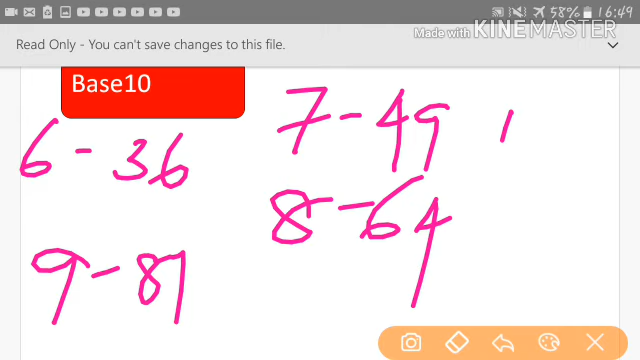 58% 16:49
Made with KINEMASTER
Read Only - You can't save changes to this file.
Base10
6 - 36
7 - 49 1
8 - 64
9 - 81